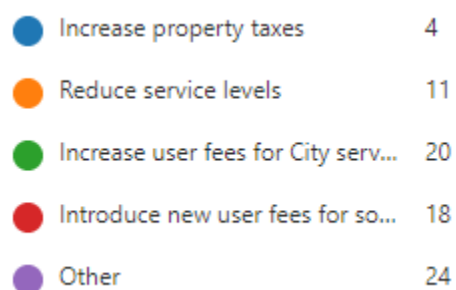 Increase property taxes 4
Reduce service levels 11
Increase user fees for City serv... 20
Introduce new user fees for so... 18
Other 24